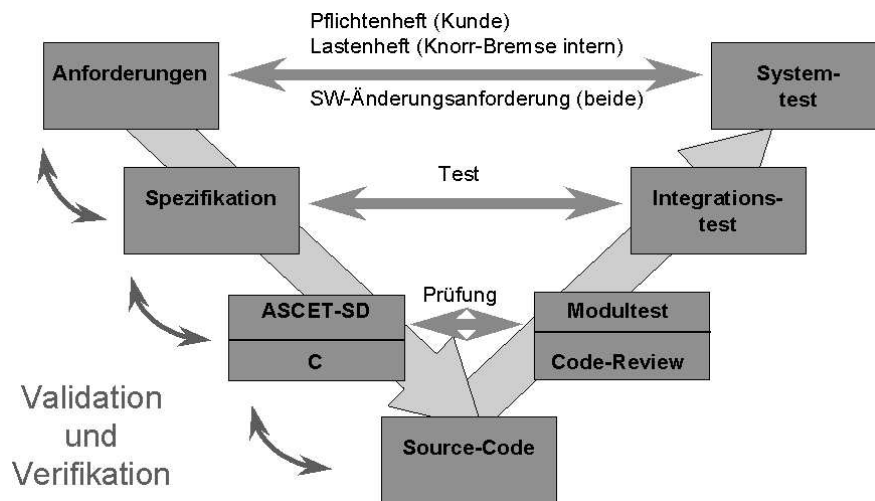 Pflichtenheft (Kunde)
Lastenheft (Knorr-Bremse intern)
Anforderungen
System-
test
SW-Änderungsanforderung (beide)
Spezifikation
Test
Integrations-
test
Prüfung
ASCET-SD
C
Modultest
Code-Review
Validation
und
Verifikation
Source-Code